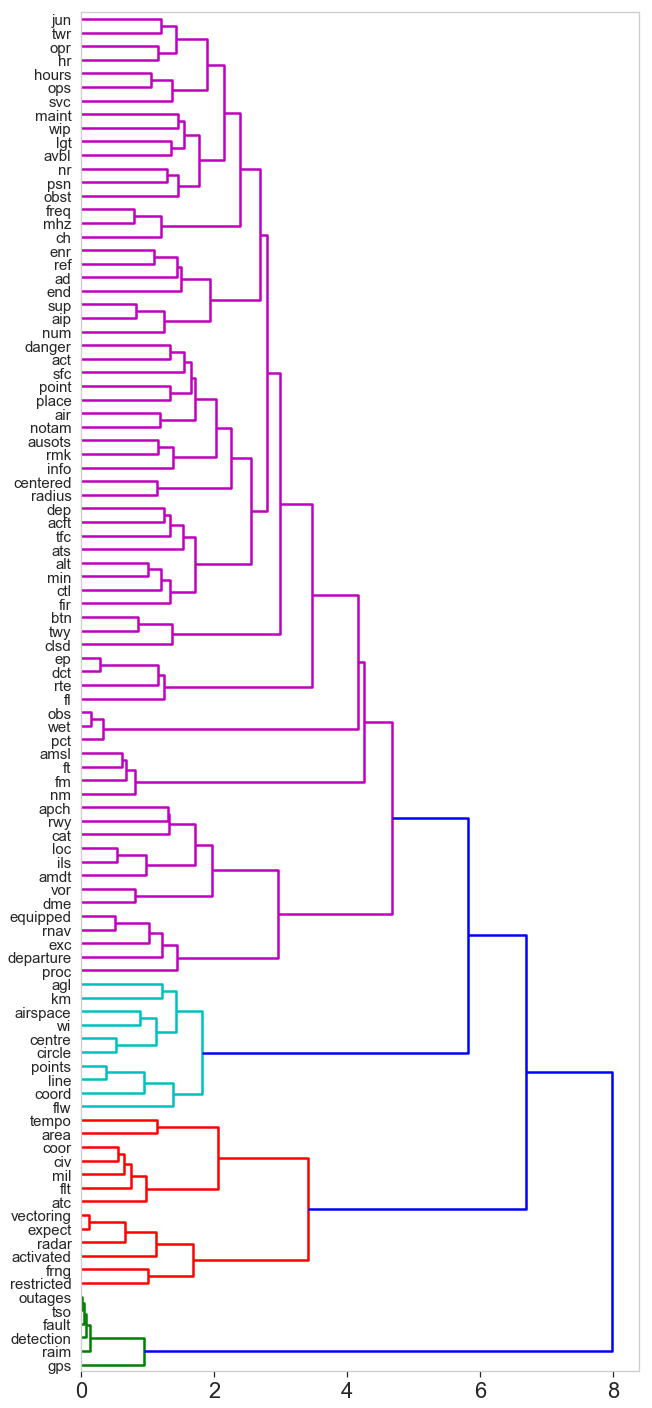 jun
twr
opr
hr
hours
ops
svc
maint
wip
lgt
avbl
nr
psn
obst
freq
mhz
ch
enr
ref
ad
end
sup
aip
num
danger
act
sfc
point
place
air
notam
ausots
rmk
info
centered
radius
dep
acft
tfc
ats
alt
min
ctl
fir
btn
twy
clsd
ep
dct
rte
fl
obs
wet
pct
amsl
ft
fm
nm
apch
rwy
cat
loc
ils
amdt
vor
dme
equipped
rnav
exc
departure
proc
agl
km
airspace
wi
centre
circle
points
line
coord
flw
tempo
area
coor
civ
mil
flt
atc
vectoring
expect
radar
activated
frng
restricted
outages
tso
fault
detection
raim
gps
0 2 4 6 8